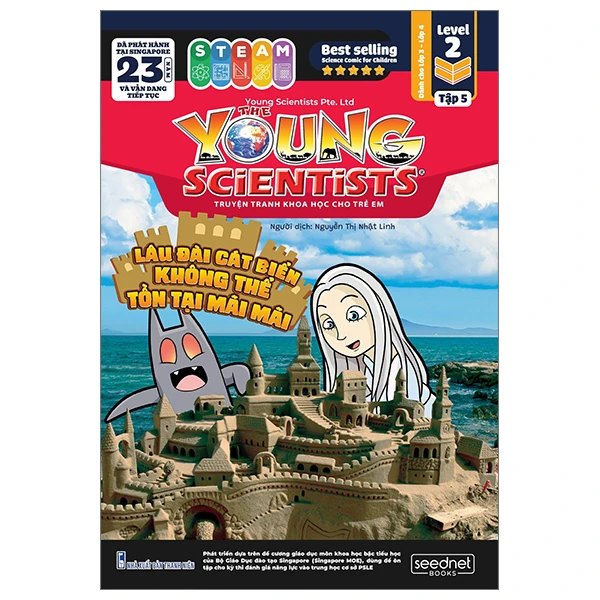 ĐÃ PHÁT HÀNH
TẠI SINGAPORE
23 NĂM
VÀ VẪN ĐANG
TIẾP TỤC
STEAM
Best selling
Science Comic for Children
Dành cho Lớp 3 - Lớp 4
Level
2
Tập 5
Young Scientists Pte. Ltd
THE
YOUNG
SCiENTiSTS
TRUYỆN TRANH KHOA HỌC CHO TRẺ EM
Người dịch: Nguyễn Thị Nhật Linh
LÂU ĐÀI CÁT BIỂN
KHÔNG THỂ
TỒN TẠI MÃI MÃI
NHÀ XUẤT BẢN THANH NIÊN
Phát triển dựa trên đề cương giáo dục môn khoa học bậc tiểu học
của Bộ Giáo Dục đào tạo Singapore (Singapore MOE), dùng để ôn
tập cho kỳ thi đánh giá năng lực vào trung học cơ sở PSLE
seednet
BOOKS